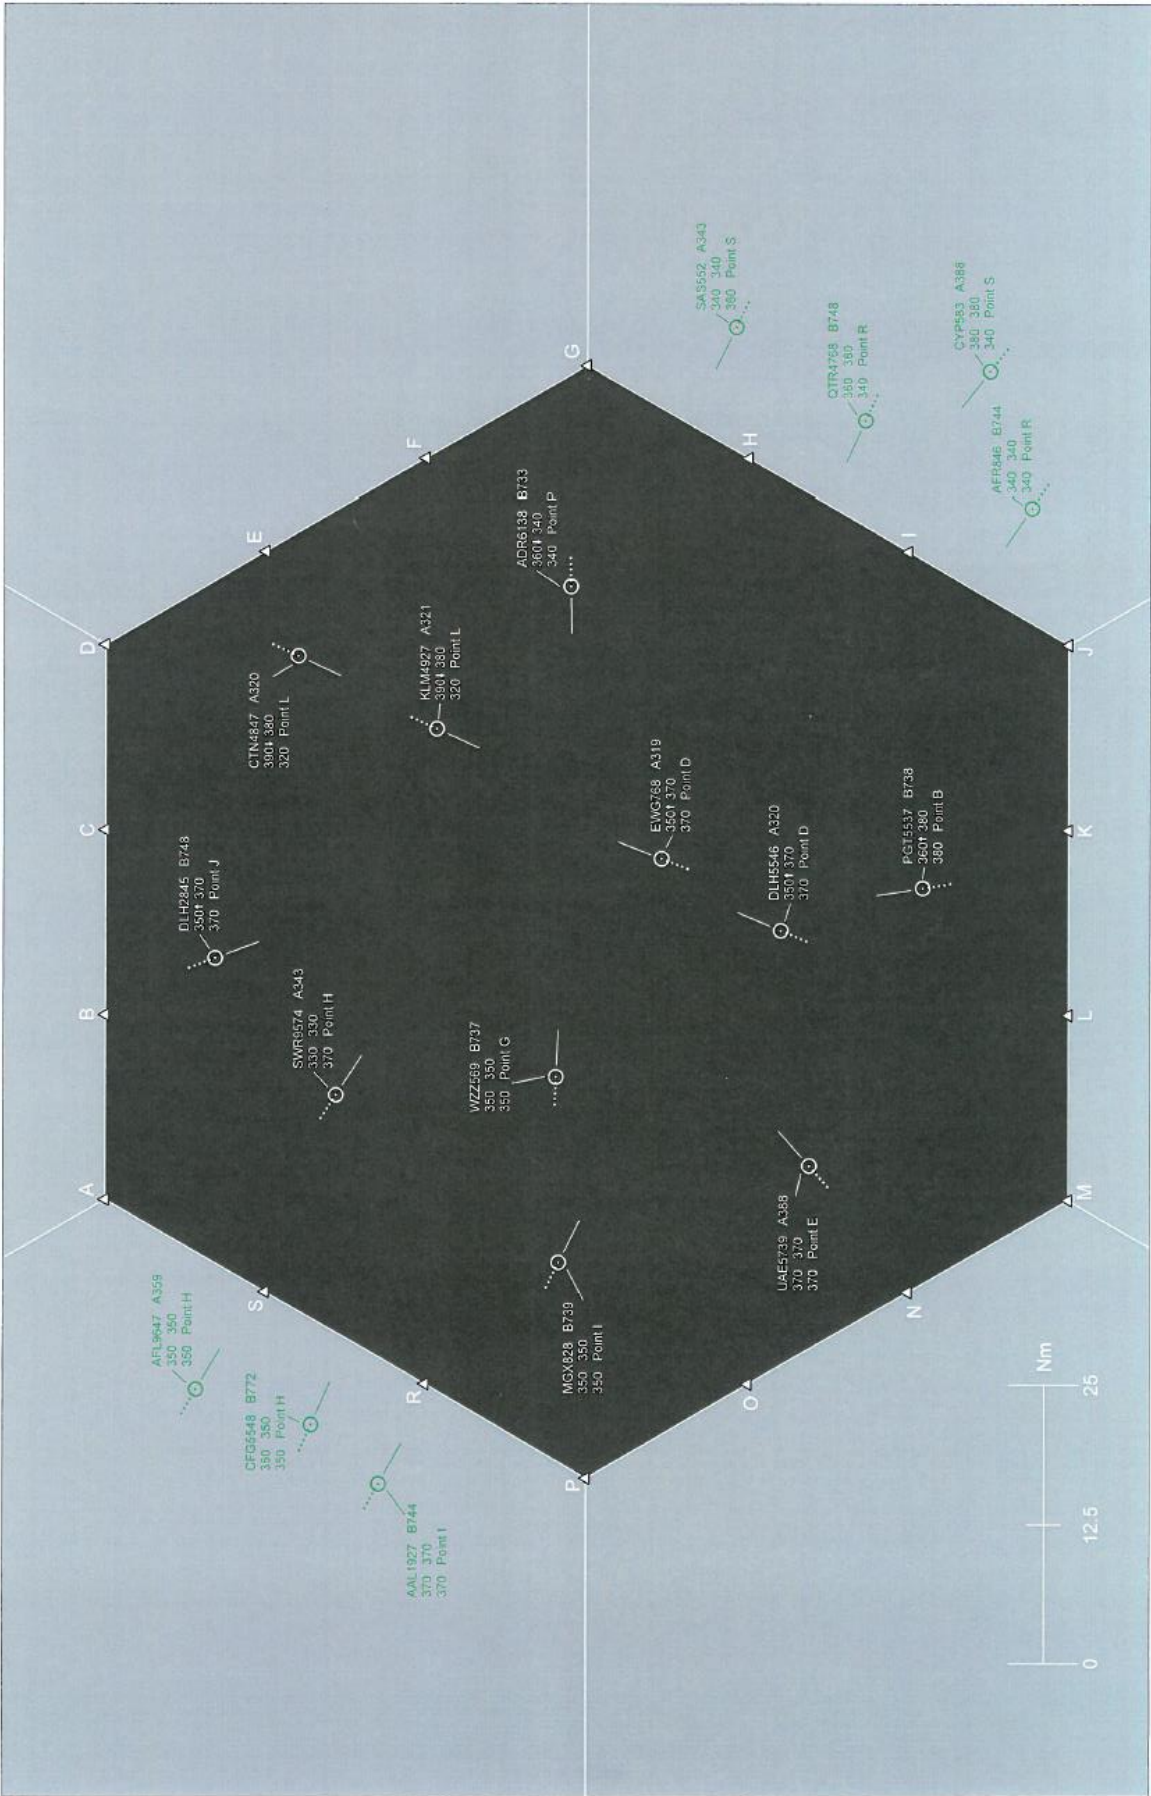 A
B
C
D
AFL9647 A359
350 350
350 Point H
DLH2845 B748
350↑ 370
370 Point J
S
CFG5548 B772
350 350
350 Point H
CTN4847 A320
390↓ 380
320 Point L
E
SWR9574 A343
330 330
370 Point H
R
AAL1927 B744
370 370
370 Point I
KLM4927 A321
390↓ 380
320 Point L
F
WZZ569 B737
350 350
350 Point G
ADR6138 B733
360↓ 340
340 Point P
P
G
MGX828 B739
350 350
350 Point I
EWG768 A319
350↑ 370
370 Point D
SAS552 A343
340 340
380 Point S
O
H
UAE5739 A388
370 370
370 Point E
DLH5546 A320
350↑ 370
370 Point D
QTR4768 B748
340 Point R
N
PGT5537 B738
360↑ 380
380 Point B
I
CYP583 A388
380 380
340 Point S
AFR846 B744
340 340
340 Point R
Nm
M
L
K
J
0 12.5 25